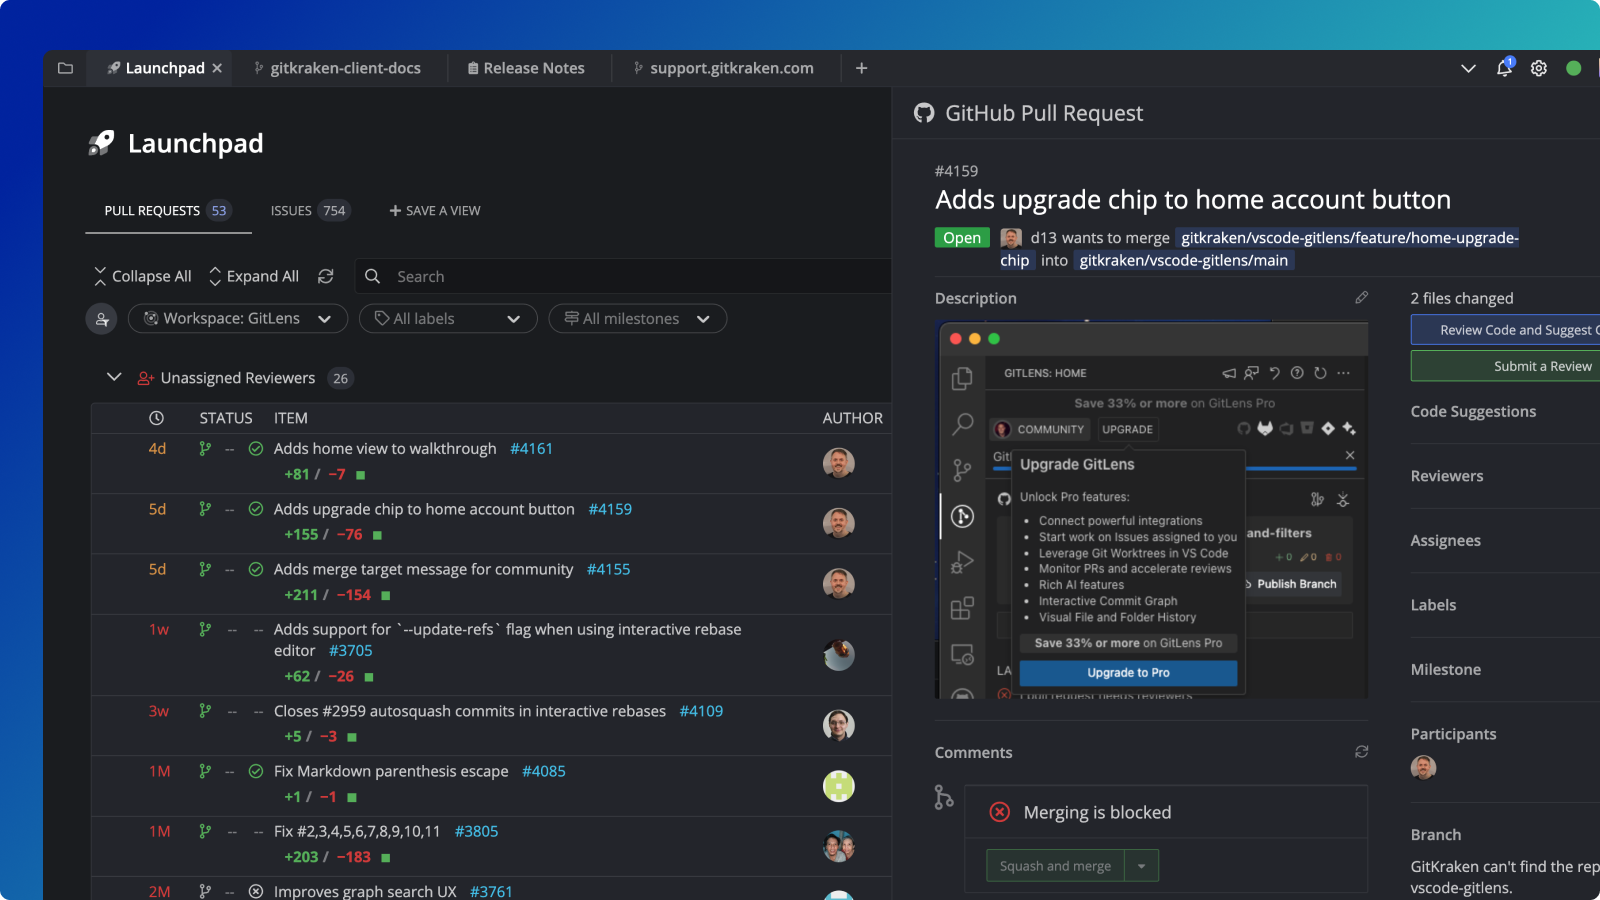 Launchpad
gitkraken-client-docs
Release Notes
support.gitkraken.com
1
Launchpad
PULL REQUESTS 53
ISSUES 754
+ SAVE A VIEW
Collapse All
Expand All
Search
Workspace: GitLens
All labels
All milestones
Unassigned Reviewers 26
STATUS ITEM AUTHOR
4d -- Adds home view to walkthrough #4161
+81 / −7
5d -- Adds upgrade chip to home account button #4159
+155 / −76
5d -- Adds merge target message for community #4155
+211 / −154
1w -- -- Adds support for `--update-refs` flag when using interactive rebase
editor #3705
+62 / −26
3w -- -- Closes #2959 autosquash commits in interactive rebases #4109
+5 / −3
1M -- Fix Markdown parenthesis escape #4085
+1 / −1
1M -- -- Fix #2,3,4,5,6,7,8,9,10,11 #3805
+203 / −183
2M -- Improves graph search UX #3761
GitHub Pull Request
#4159
Adds upgrade chip to home account button
Open d13 wants to merge gitkraken/vscode-gitlens/feature/home-upgrade-
chip into gitkraken/vscode-gitlens/main
Description
GITLENS: HOME
Save 33% or more on GitLens Pro
COMMUNITY UPGRADE
Git
Upgrade GitLens
Unlock Pro features:
• Connect powerful integrations
• Start work on Issues assigned to you
• Leverage Git Worktrees in VS Code
• Monitor PRs and accelerate reviews
• Rich AI features
• Interactive Commit Graph
• Visual File and Folder History
Save 33% or more on GitLens Pro
Upgrade to Pro
and-filters
+0 0 0
Publish Branch
LA
1 pull request needs reviewers
Comments
Merging is blocked
Squash and merge
2 files changed
Review Code and Suggest C
Submit a Review
Code Suggestions
Reviewers
Assignees
Labels
Milestone
Participants
Branch
GitKraken can't find the rep
vscode-gitlens.